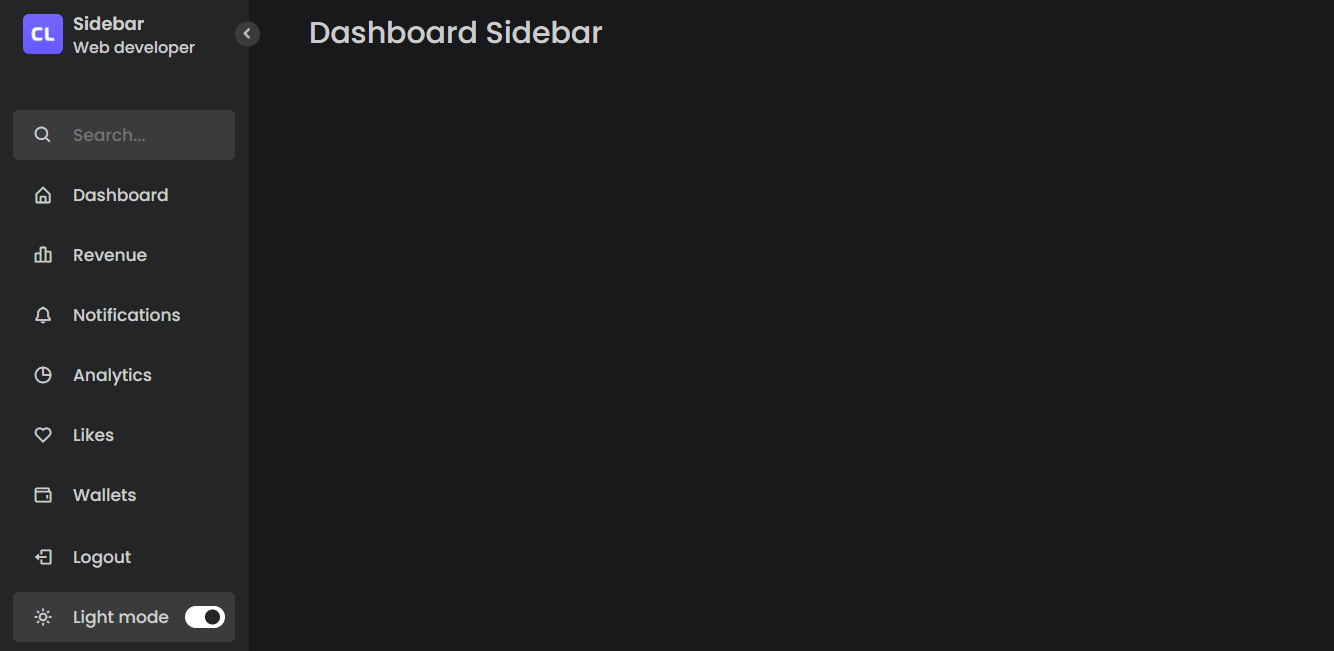 CL
Sidebar
Web developer
Dashboard Sidebar
Search...
Dashboard
Revenue
Notifications
Analytics
Likes
Wallets
Logout
Light mode